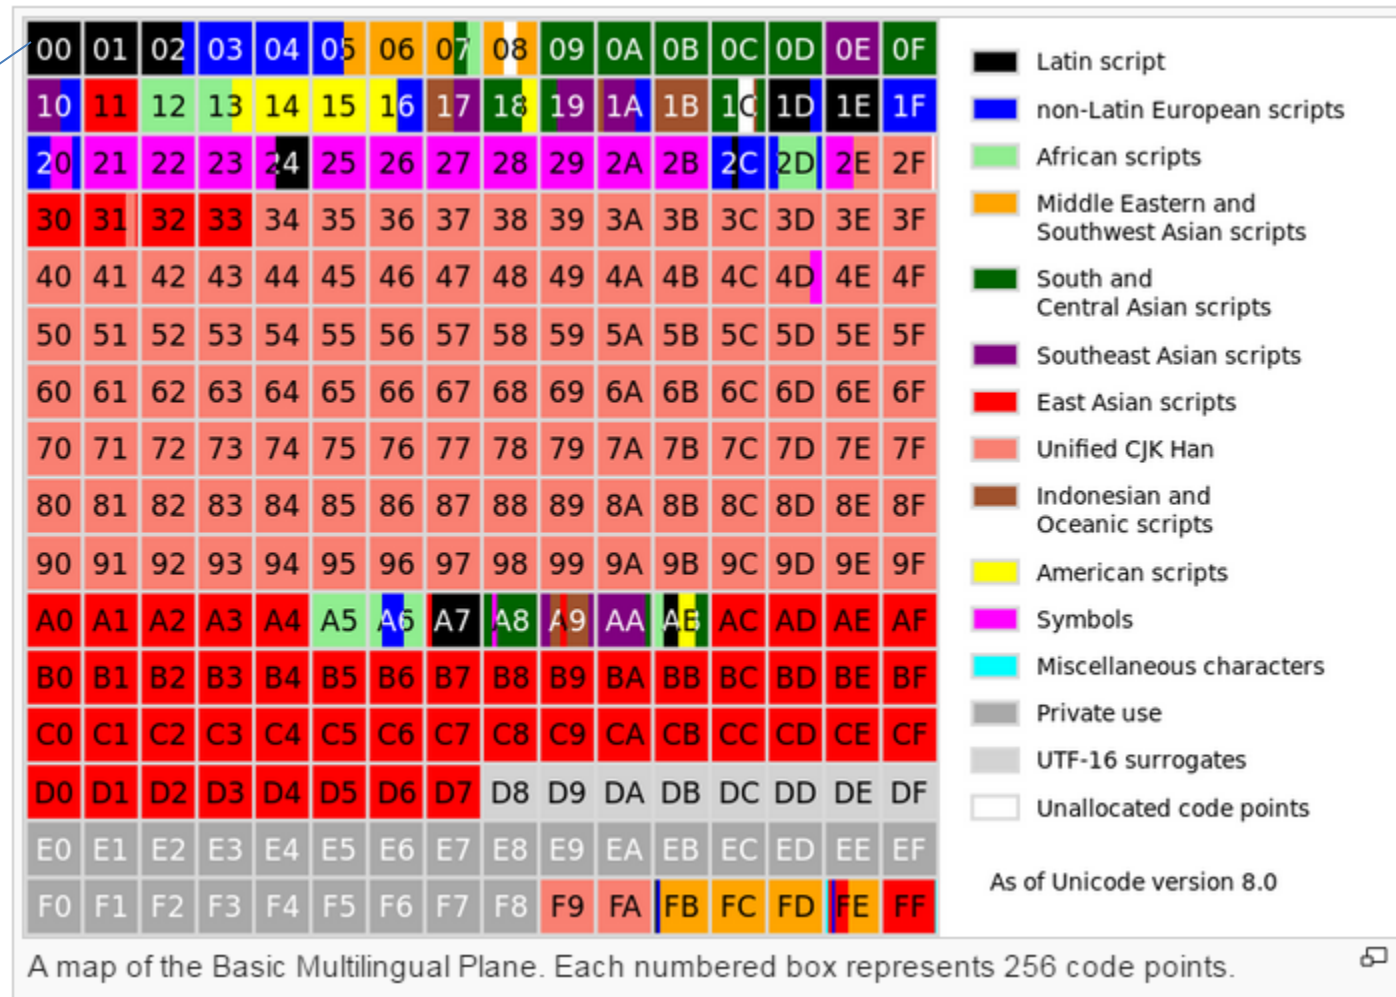 00 01 02 03 04 05 06 07 08 09 0A 0B 0C 0D 0E 0F
10 11 12 13 14 15 16 17 18 19 1A 1B 1C 1D 1E 1F
20 21 22 23 24 25 26 27 28 29 2A 2B 2C 2D 2E 2F
30 31 32 33 34 35 36 37 38 39 3A 3B 3C 3D 3E 3F
40 41 42 43 44 45 46 47 48 49 4A 4B 4C 4D 4E 4F
50 51 52 53 54 55 56 57 58 59 5A 5B 5C 5D 5E 5F
60 61 62 63 64 65 66 67 68 69 6A 6B 6C 6D 6E 6F
70 71 72 73 74 75 76 77 78 79 7A 7B 7C 7D 7E 7F
80 81 82 83 84 85 86 87 88 89 8A 8B 8C 8D 8E 8F
90 91 92 93 94 95 96 97 98 99 9A 9B 9C 9D 9E 9F
A0 A1 A2 A3 A4 A5 A6 A7 A8 A9 AA AB AC AD AE AF
B0 B1 B2 B3 B4 B5 B6 B7 B8 B9 BA BB BC BD BE BF
C0 C1 C2 C3 C4 C5 C6 C7 C8 C9 CA CB CC CD CE CF
D0 D1 D2 D3 D4 D5 D6 D7 D8 D9 DA DB DC DD DE DF
E0 E1 E2 E3 E4 E5 E6 E7 E8 E9 EA EB EC ED EE EF
F0 F1 F2 F3 F4 F5 F6 F7 F8 F9 FA FB FC FD FE FF
Latin script
non-Latin European scripts
African scripts
Middle Eastern and
Southwest Asian scripts
South and
Central Asian scripts
Southeast Asian scripts
East Asian scripts
Unified CJK Han
Indonesian and
Oceanic scripts
American scripts
Symbols
Miscellaneous characters
Private use
UTF-16 surrogates
Unallocated code points
As of Unicode version 8.0
A map of the Basic Multilingual Plane. Each numbered box represents 256 code points.